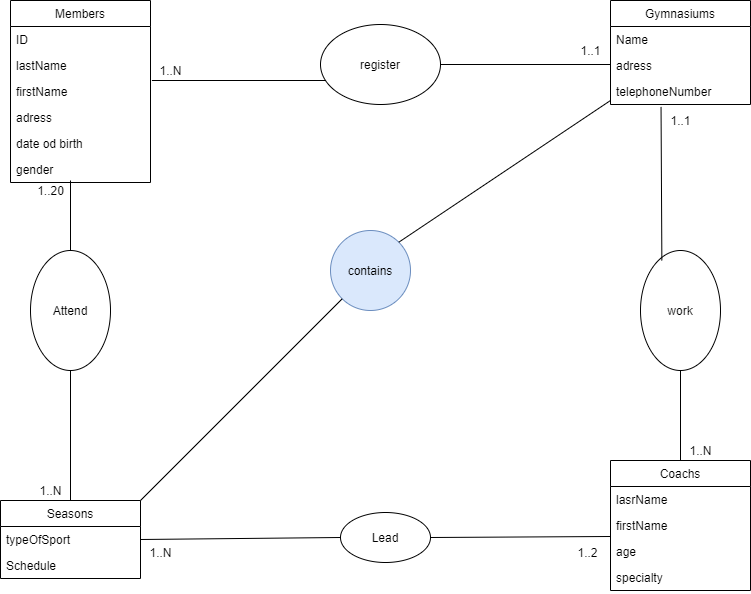 Members
ID
lastName
firstName
adress
date od birth
gender
Gymnasiums
Name
adress
telephoneNumber
1..N
register
1..1
1..1
1..20
contains
Attend
work
1..N
1..N
Seasons
typeOfSport
Schedule
1..N
Lead
1..2
Coachs
lasrName
firstName
age
specialty